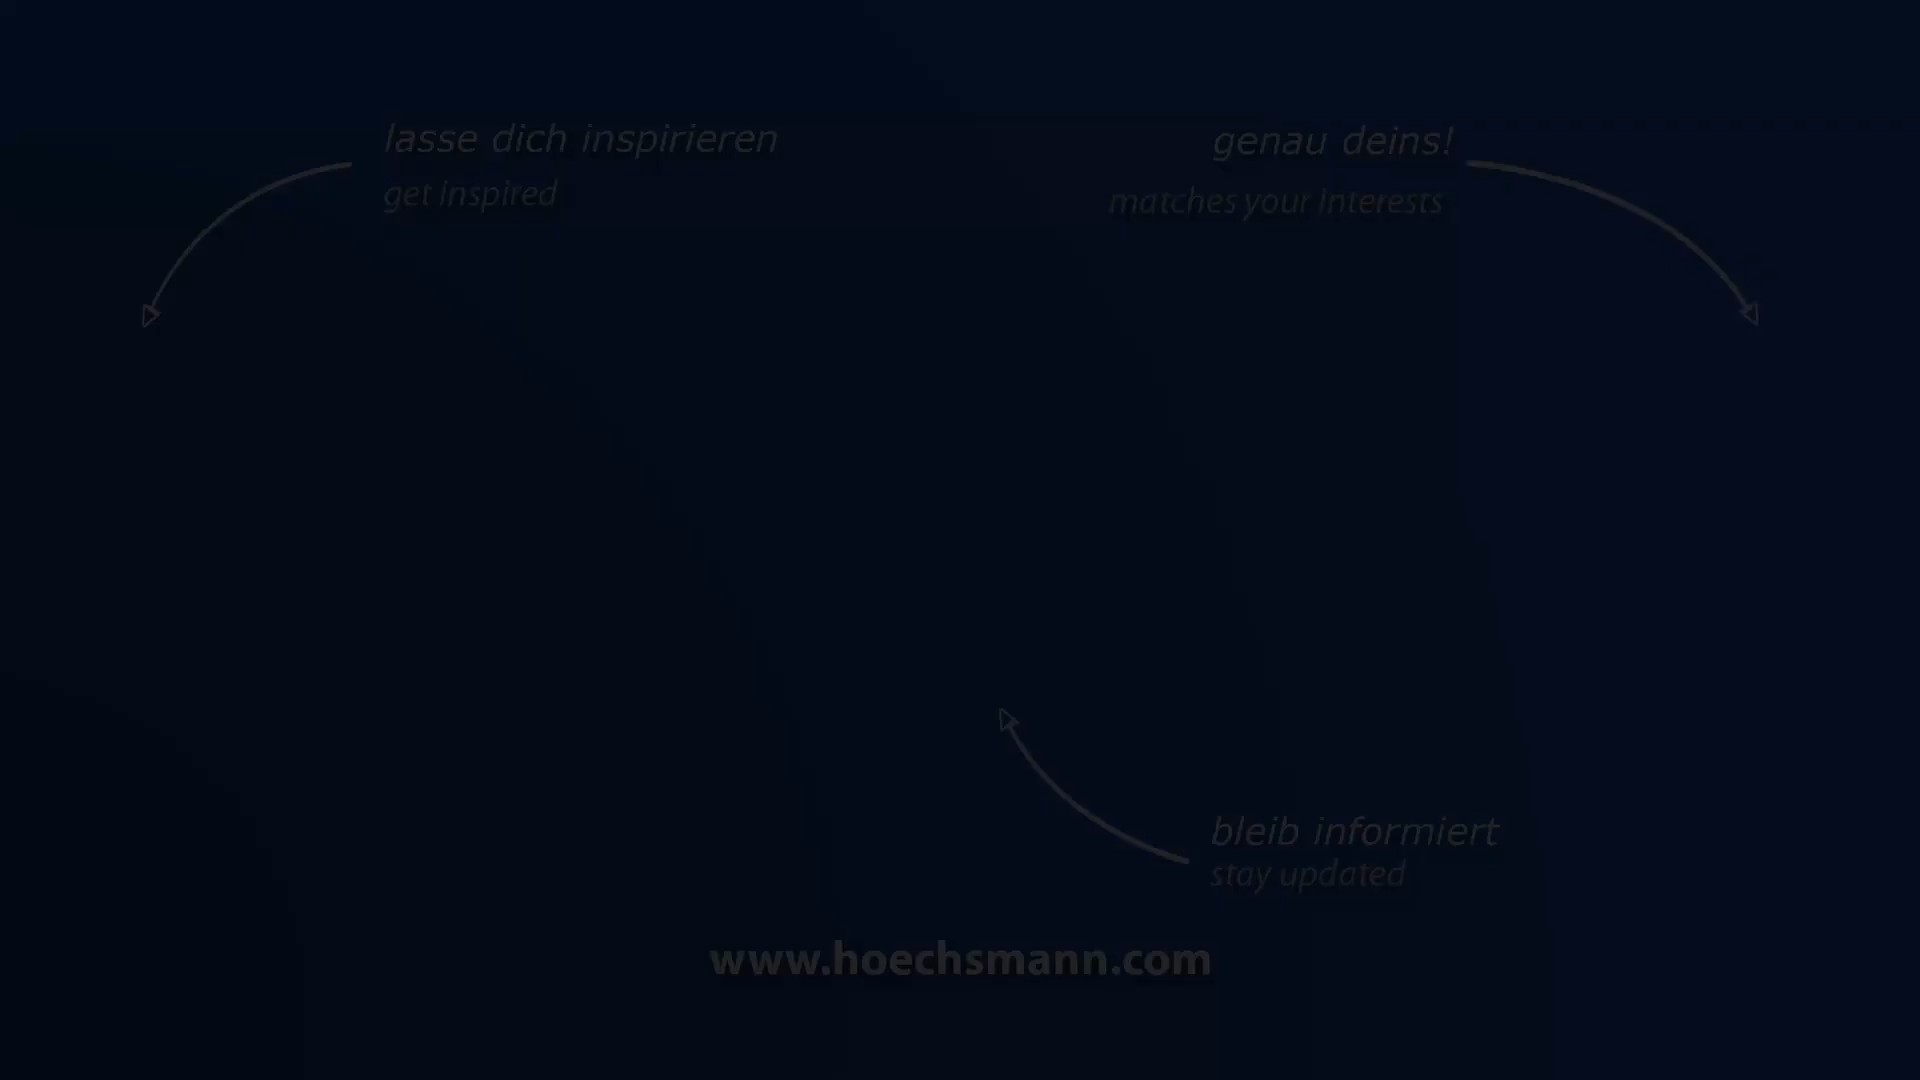 lasse dich inspirieren
get inspired
genau deins!
matches your interests
bleib informiert
stay updated
www.hoechsmann.com